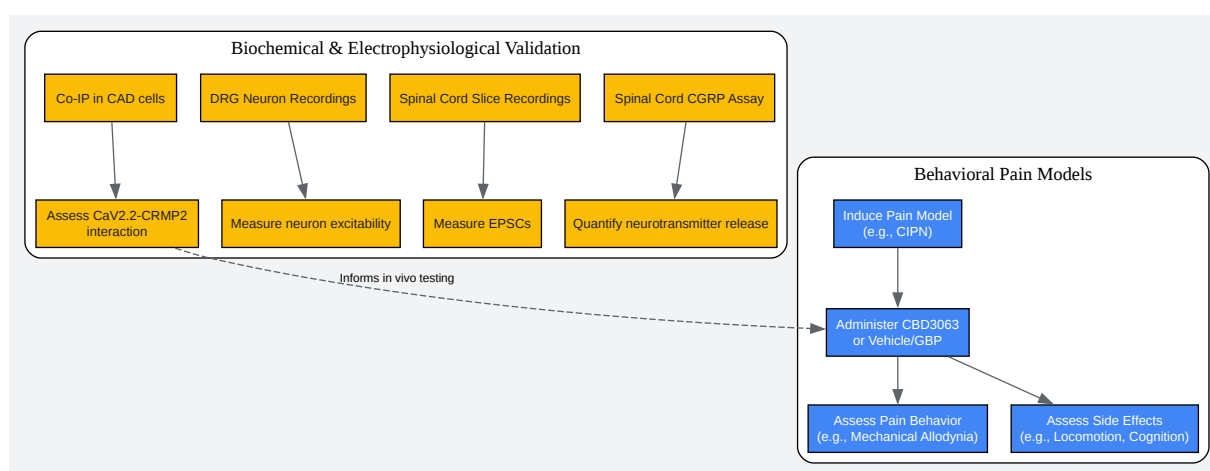 Biochemical & Electrophysiological Validation
Co-IP in CAD cells
DRG Neuron Recordings
Spinal Cord Slice Recordings
Spinal Cord CGRP Assay
Assess CaV2.2-CRMP2
interaction
Measure neuron excitability
Measure EPSCs
Quantify neurotransmitter release
Informs in vivo testing
Behavioral Pain Models
Induce Pain Model
(e.g., CIPN)
Administer CBD3063
or Vehicle/GBP
Assess Pain Behavior
(e.g., Mechanical Allodynia)
Assess Side Effects
(e.g., Locomotion, Cognition)